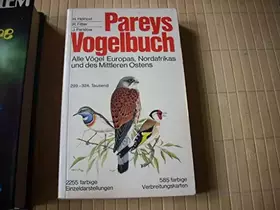 LEM
H. Heinzel
R. Fitter
J. Parslow
Pareys
Vogelbuch
Alle Vögel Europas, Nordafrikas
und des Mittleren Ostens
2255 farbige
Einzeldarstellungen
585 farbige
Verbreitungskarten